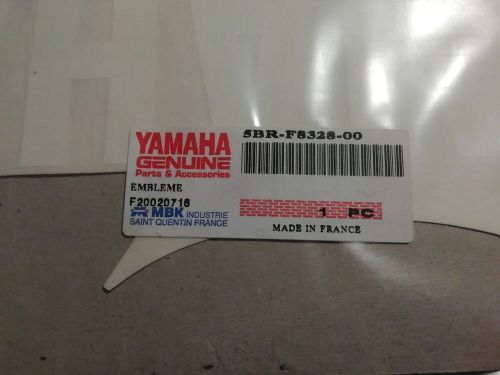 YAMAHA
GENUINE
Parts & Accessories
EMBLEME
F20020716
MBK INDUSTRIE
SAINT QUENTIN FRANCE
5BR-F8328-00
1 PC
MADE IN FRANCE